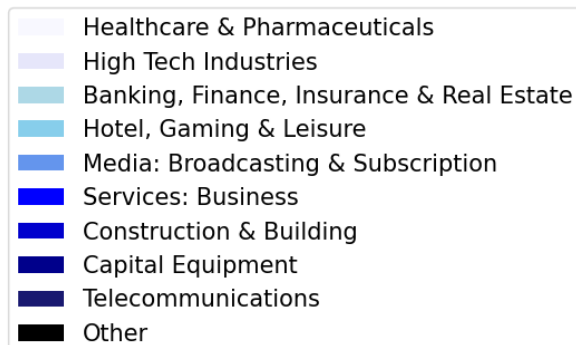 Healthcare & Pharmaceuticals
High Tech Industries
Banking, Finance, Insurance & Real Estate
Hotel, Gaming & Leisure
Media: Broadcasting & Subscription
Services: Business
Construction & Building
Capital Equipment
Telecommunications
Other